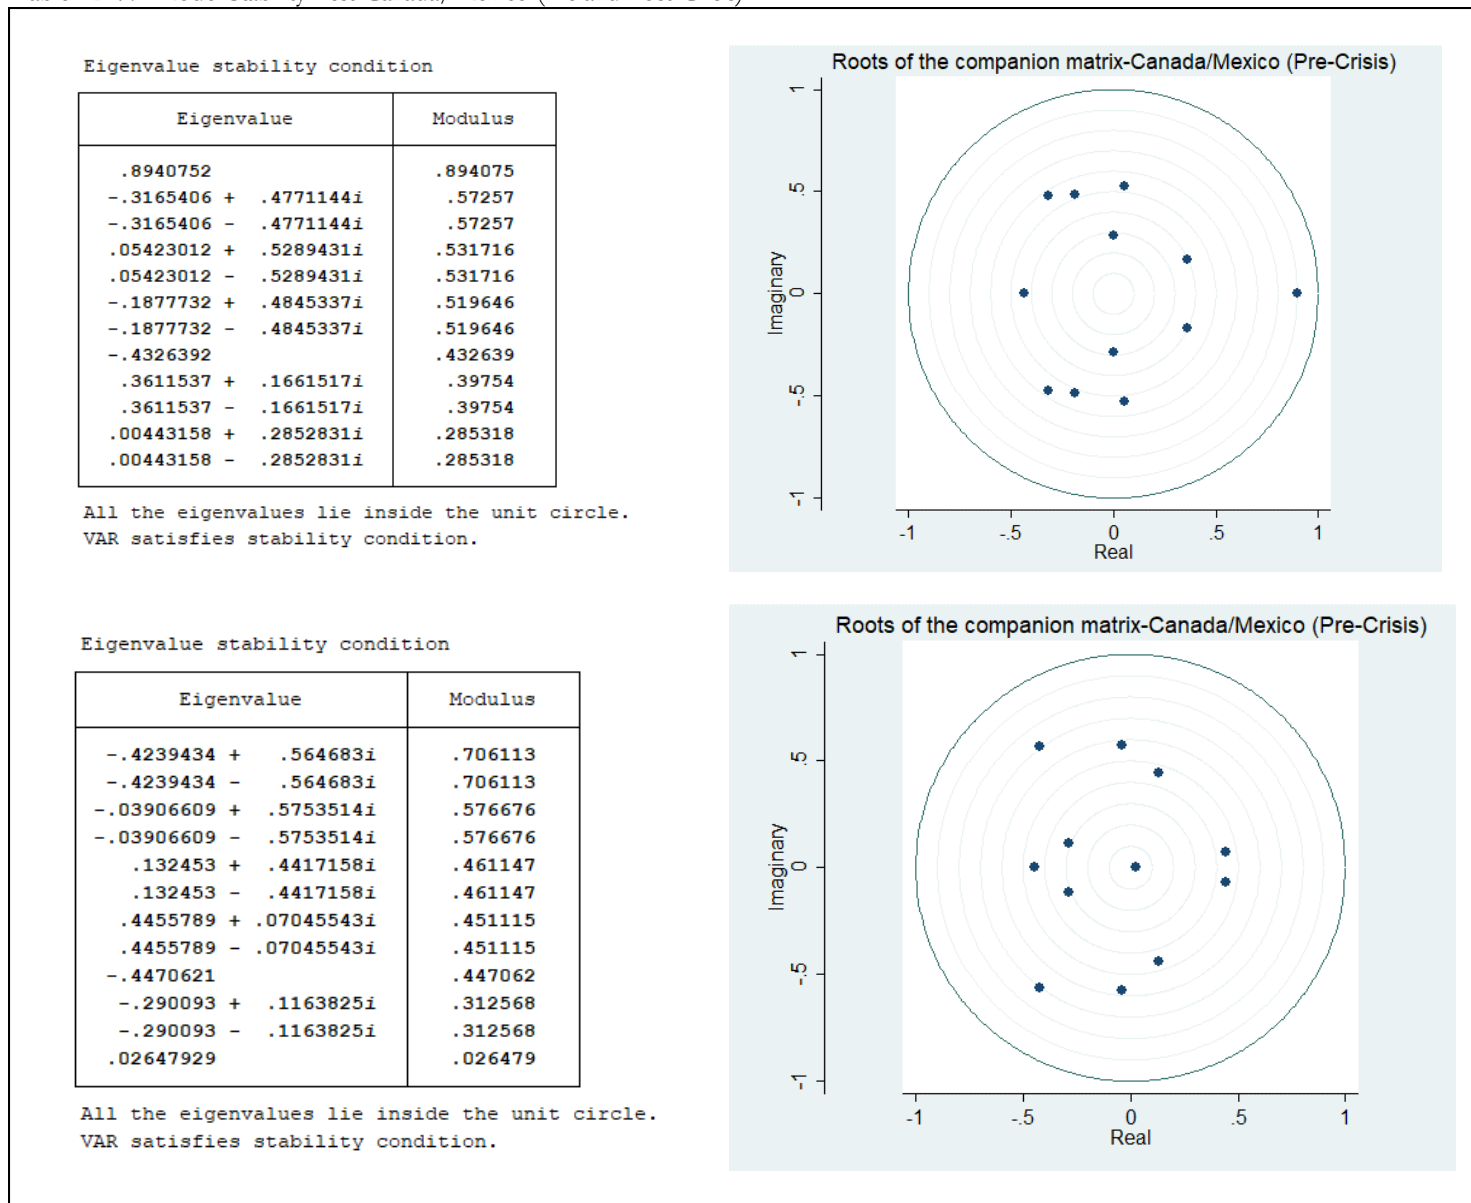 Eigenvalue stability condition
Eigenvalue Modulus
.8940752 .894075
-.3165406 + .4771144i .57257
-.3165406 - .4771144i .57257
.05423012 + .5289431i .531716
.05423012 - .5289431i .531716
-.1877732 + .4845337i .519646
-.1877732 - .4845337i .519646
-.4326392 .432639
.3611537 + .1661517i .39754
.3611537 - .1661517i .39754
.00443158 + .2852831i .285318
.00443158 - .2852831i .285318
All the eigenvalues lie inside the unit circle.
VAR satisfies stability condition.
Roots of the companion matrix-Canada/Mexico (Pre-Crisis)
Imaginary
1
.5
0
-.5
-1
-1 -.5 0 .5 1
Real
Eigenvalue stability condition
Eigenvalue Modulus
-.4239434 + .564683i .706113
-.4239434 - .564683i .706113
-.03906609 + .5753514i .576676
-.03906609 - .5753514i .576676
.132453 + .4417158i .461147
.132453 - .4417158i .461147
.4455789 + .07045543i .451115
.4455789 - .07045543i .451115
-.4470621 .447062
-.290093 + .1163825i .312568
-.290093 - .1163825i .312568
.02647929 .026479
All the eigenvalues lie inside the unit circle.
VAR satisfies stability condition.
Roots of the companion matrix-Canada/Mexico (Pre-Crisis)
Imaginary
1
.5
0
-.5
-1
-1 -.5 0 .5 1
Real